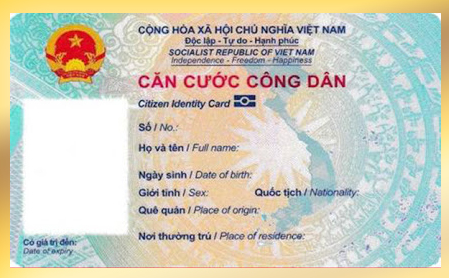 CỘNG HÒA XÃ HỘI CHỦ NGHĨA VIỆT NAM
Độc lập - Tự do - Hạnh phúc
SOCIALIST REPUBLIC OF VIET NAM
Independence - Freedom - Happiness
CĂN CƯỚC CÔNG DÂN
Citizen Identity Card
Số / No.:
Họ và tên / Full name:
Ngày sinh / Date of birth:
Giới tính / Sex: Quốc tịch / Nationality:
Quê quán / Place of origin:
Nơi thường trú / Place of residence:
Có giá trị đến:
Date of expiry